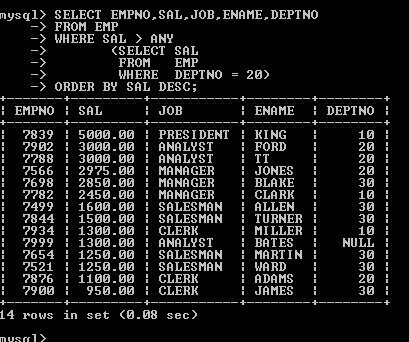 mysql> SELECT EMPNO,SAL,JOB,ENAME,DEPTNO
    -> FROM EMP
    -> WHERE SAL > ANY
    ->         (SELECT SAL
    ->          FROM   EMP
    ->          WHERE  DEPTNO = 20)
    -> ORDER BY SAL DESC;
+-------+---------+-----------+--------+--------+
| EMPNO | SAL     | JOB       | ENAME  | DEPTNO |
+-------+---------+-----------+--------+--------+
|  7839 | 5000.00 | PRESIDENT | KING   |     10 |
|  7902 | 3000.00 | ANALYST   | FORD   |     20 |
|  7788 | 3000.00 | ANALYST   | TT     |     20 |
|  7566 | 2975.00 | MANAGER   | JONES  |     20 |
|  7698 | 2850.00 | MANAGER   | BLAKE  |     30 |
|  7782 | 2450.00 | MANAGER   | CLARK  |     10 |
|  7499 | 1600.00 | SALESMAN  | ALLEN  |     30 |
|  7844 | 1500.00 | SALESMAN  | TURNER |     30 |
|  7934 | 1300.00 | CLERK     | MILLER |     10 |
|  7999 | 1300.00 | ANALYST   | BATES  |   NULL |
|  7654 | 1250.00 | SALESMAN  | MARTIN |     30 |
|  7521 | 1250.00 | SALESMAN  | WARD   |     30 |
|  7876 | 1100.00 | CLERK     | ADAMS  |     20 |
|  7900 |  950.00 | CLERK     | JAMES  |     30 |
+-------+---------+-----------+--------+--------+
14 rows in set (0.08 sec)
mysql>